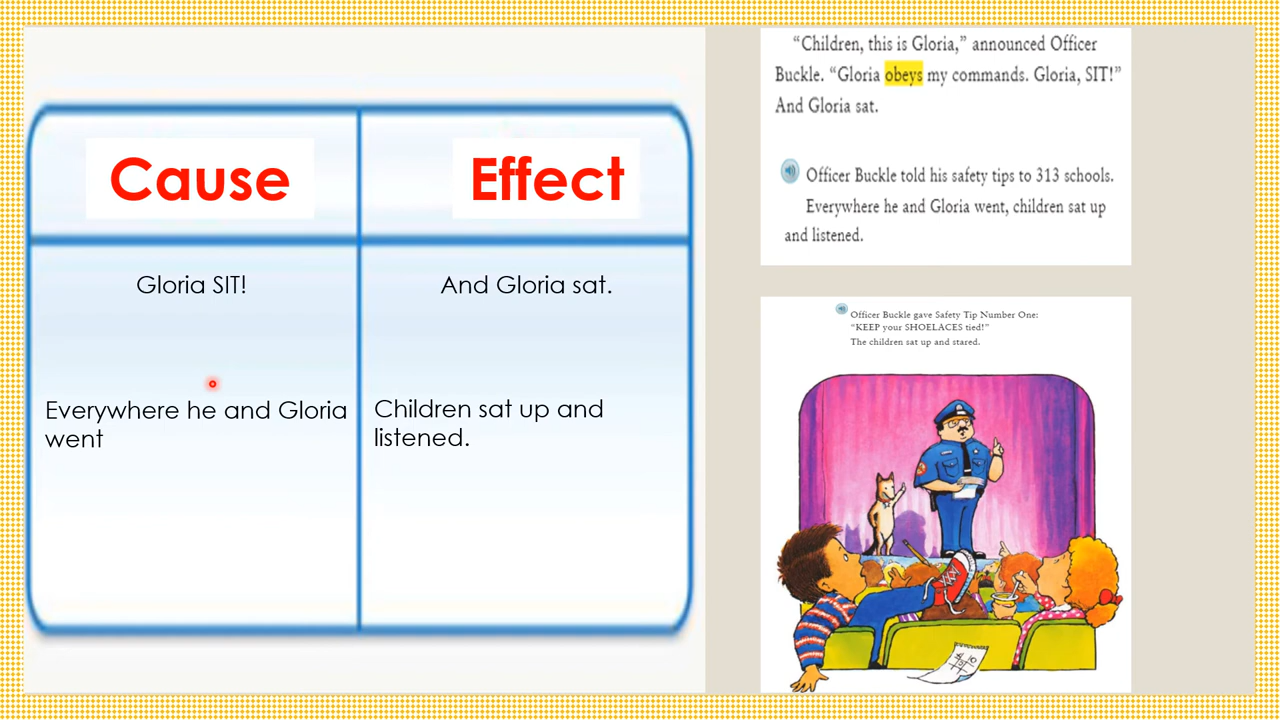 Cause
Effect
Gloria SIT!
And Gloria sat.
Everywhere he and Gloria
went
Children sat up and
listened.
“Children, this is Gloria,” announced Officer
Buckle. “Gloria obeys my commands. Gloria, SIT!”
And Gloria sat.
Officer Buckle told his safety tips to 313 schools.
Everywhere he and Gloria went, children sat up
and listened.
Officer Buckle gave Safety Tip Number One:
“KEEP your SHOELACES tied!”
The children sat up and stared.